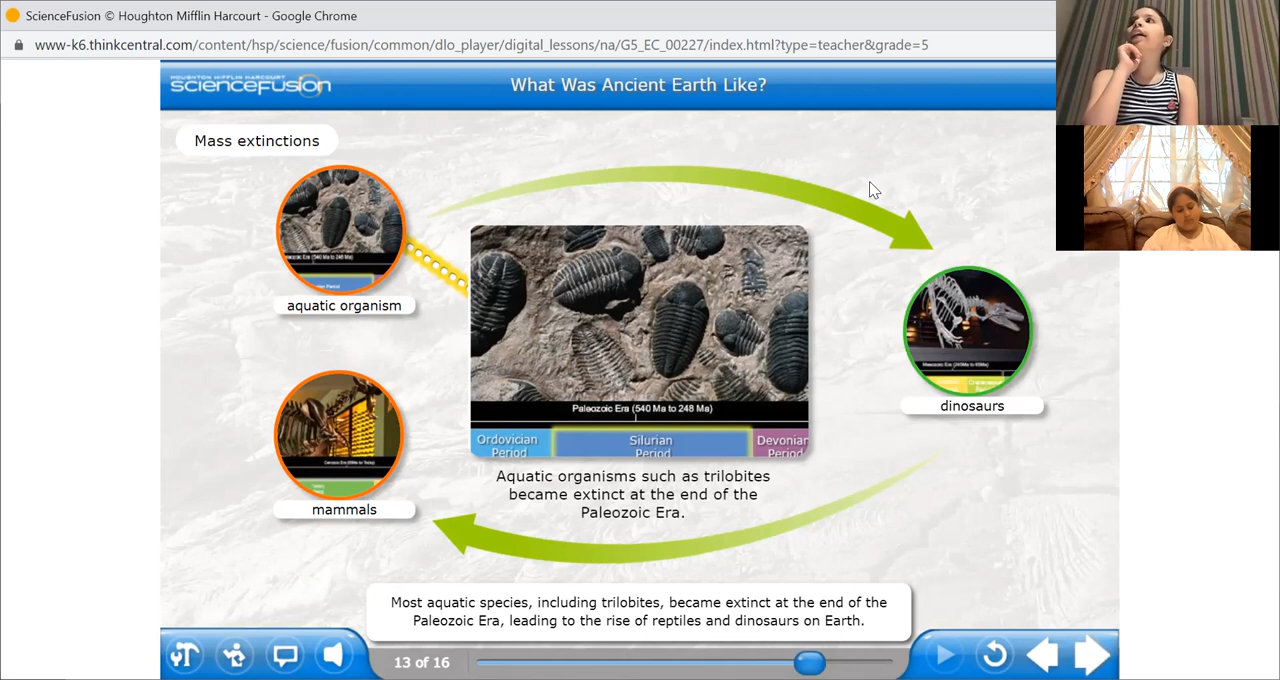 ScienceFusion © Houghton Mifflin Harcourt - Google Chrome
www-k6.thinkcentral.com/content/hsp/science/fusion/common/dlo_player/digital_lessons/na/G5_EC_00227/index.html?type=teacher&grade=5
HOUGHTON MIFFLIN HARCOURT
scienceFusion
What Was Ancient Earth Like?
Mass extinctions
aquatic organism
Paleozoic Era (540 Ma to 248 Ma)
Ordovician Period
Silurian Period
Devonian Period
Aquatic organisms such as trilobites
became extinct at the end of the
Paleozoic Era.
dinosaurs
mammals
Most aquatic species, including trilobites, became extinct at the end of the
Paleozoic Era, leading to the rise of reptiles and dinosaurs on Earth.
13 of 16